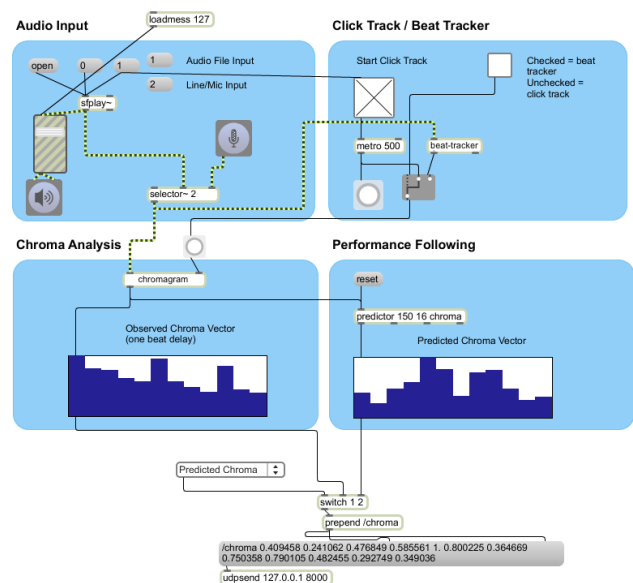 loadmess 127
Audio Input
Click Track / Beat Tracker
open
0
1
1
Audio File Input
2
Line/Mic Input
Start Click Track
Checked = beat
tracker
Unchecked =
click track
sfplay~
metro 500
beat-tracker
selector~ 2
Chroma Analysis
Performance Following
chromagram
reset
predictor 150 16 chroma
Observed Chroma Vector
(one beat delay)
Predicted Chroma Vector
Predicted Chroma
switch 1 2
prepend /chroma
/chroma 0.409458 0.241062 0.476849 0.585561 1. 0.800225 0.364669
0.750358 0.790105 0.482455 0.292749 0.349036
udpsend 127.0.0.1 8000